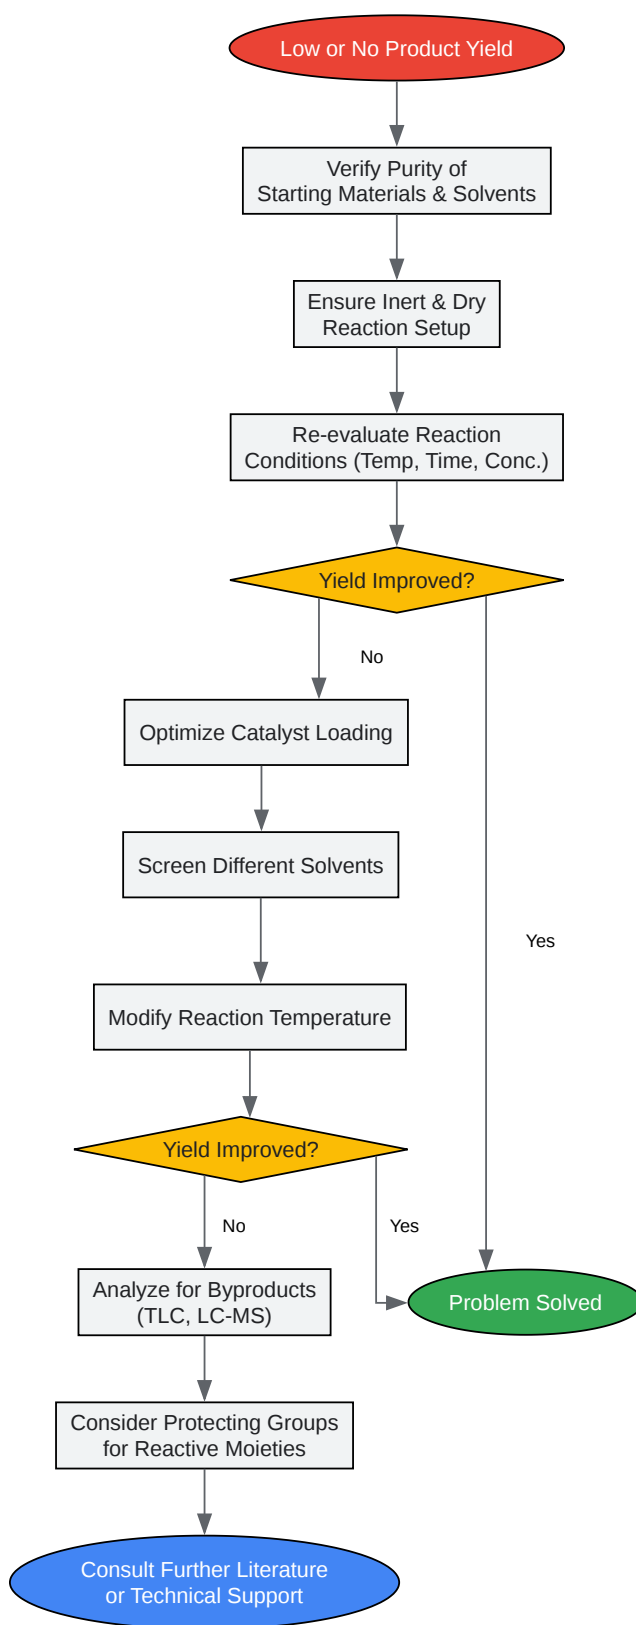 Low or No Product Yield
Verify Purity of
Starting Materials & Solvents
Ensure Inert & Dry
Reaction Setup
Re-evaluate Reaction
Conditions (Temp, Time, Conc.)
Yield Improved?
No
Optimize Catalyst Loading
Screen Different Solvents
Yes
Modify Reaction Temperature
Yield Improved?
No
Yes
Analyze for Byproducts
(TLC, LC-MS)
Problem Solved
Consider Protecting Groups
for Reactive Moieties
Consult Further Literature
or Technical Support